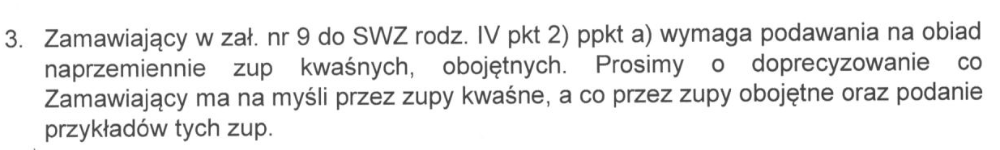 3. Zamawiający w zał. nr 9 do SWZ rodz. IV pkt 2) ppkt a) wymaga podawania na obiad
naprzemiennie zup kwaśnych, obojętnych. Prosimy o doprecyzowanie co
Zamawiający ma na myśli przez zupy kwaśne, a co przez zupy obojętne oraz podanie
przykładów tych zup.